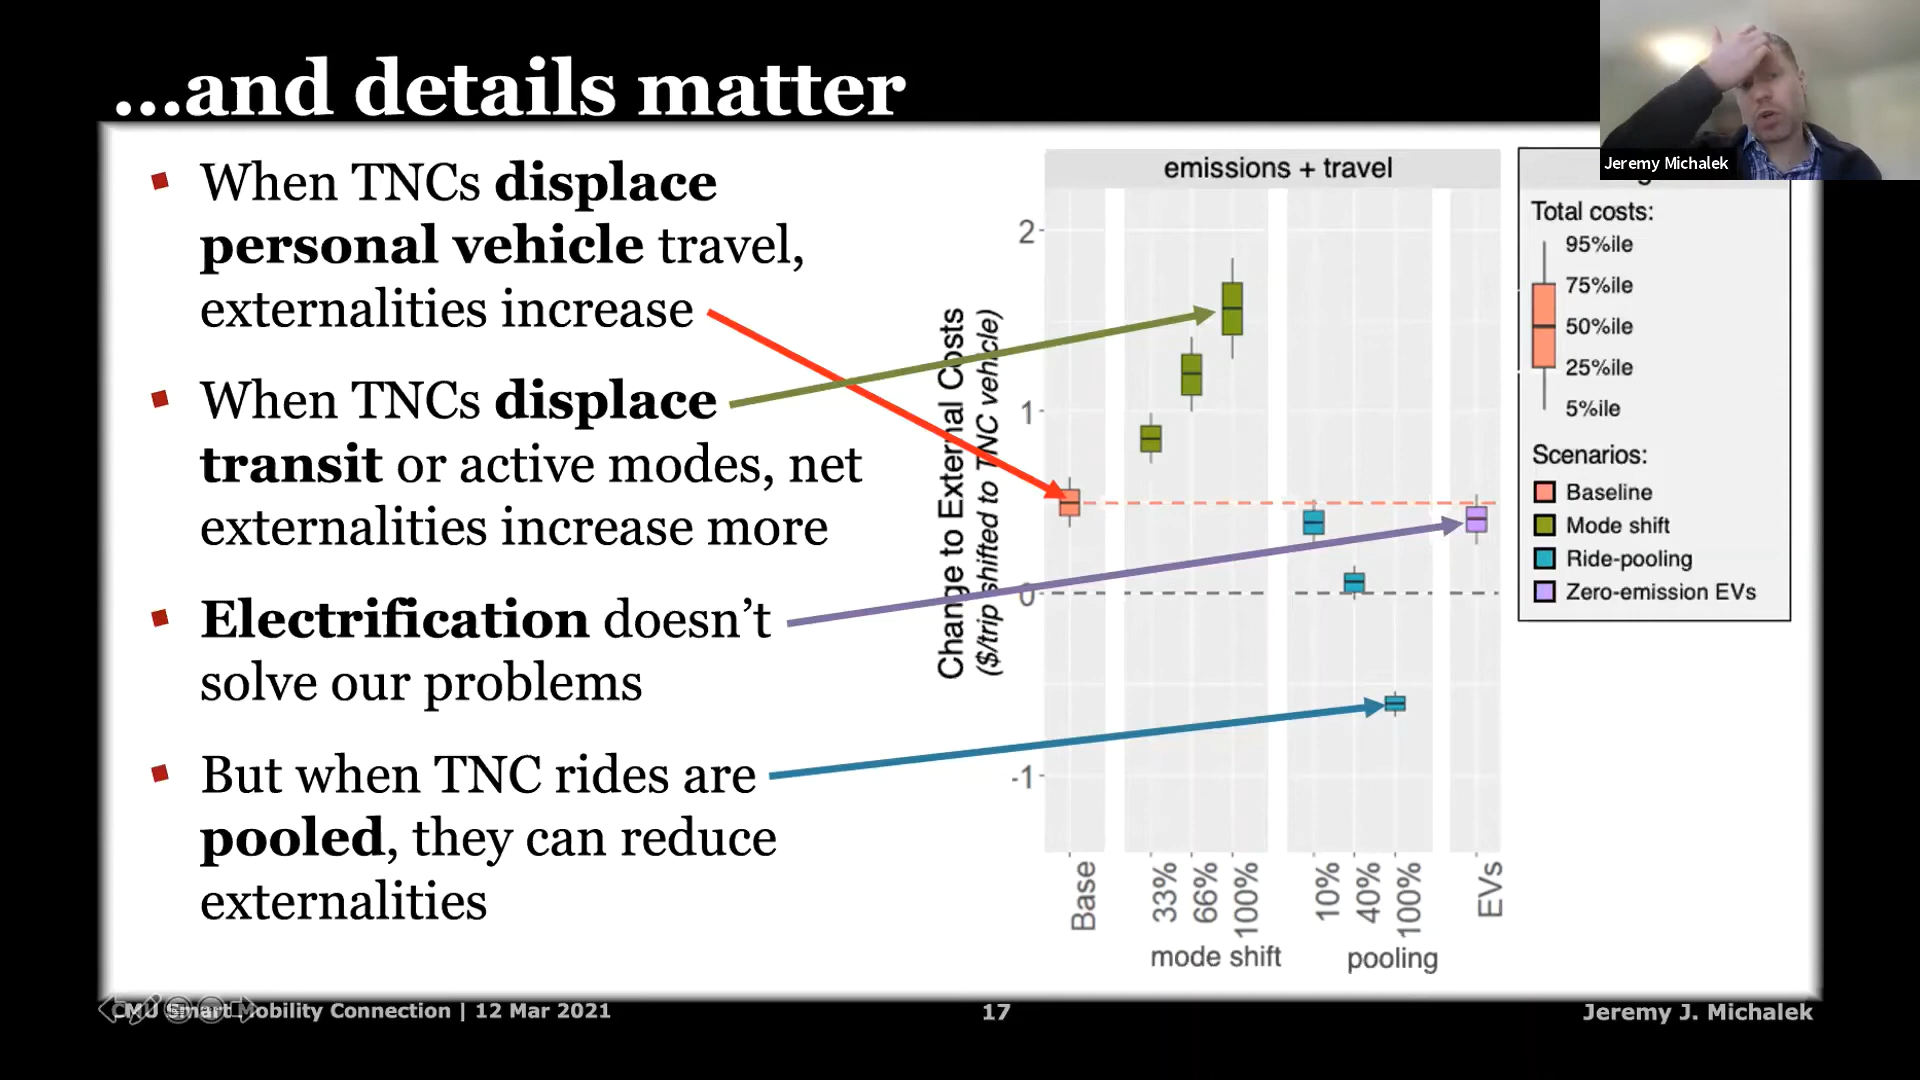 ...and details matter
Jeremy Michalek
▪ When TNCs displace
personal vehicle travel,
externalities increase
▪ When TNCs displace
transit or active modes, net
externalities increase more
▪ Electrification doesn't
solve our problems
▪ But when TNC rides are
pooled, they can reduce
externalities
emissions + travel
Change to External Costs
($/trip shifted to TNC vehicle)
2
1
0
-1
Base
33%
66%
100%
mode shift
10%
40%
100%
pooling
EVs
Total costs:
95%ile
75%ile
50%ile
25%ile
5%ile
Scenarios:
Baseline
Mode shift
Ride-pooling
Zero-emission EVs
CMU Smart Mobility Connection | 12 Mar 2021
17
Jeremy J. Michalek